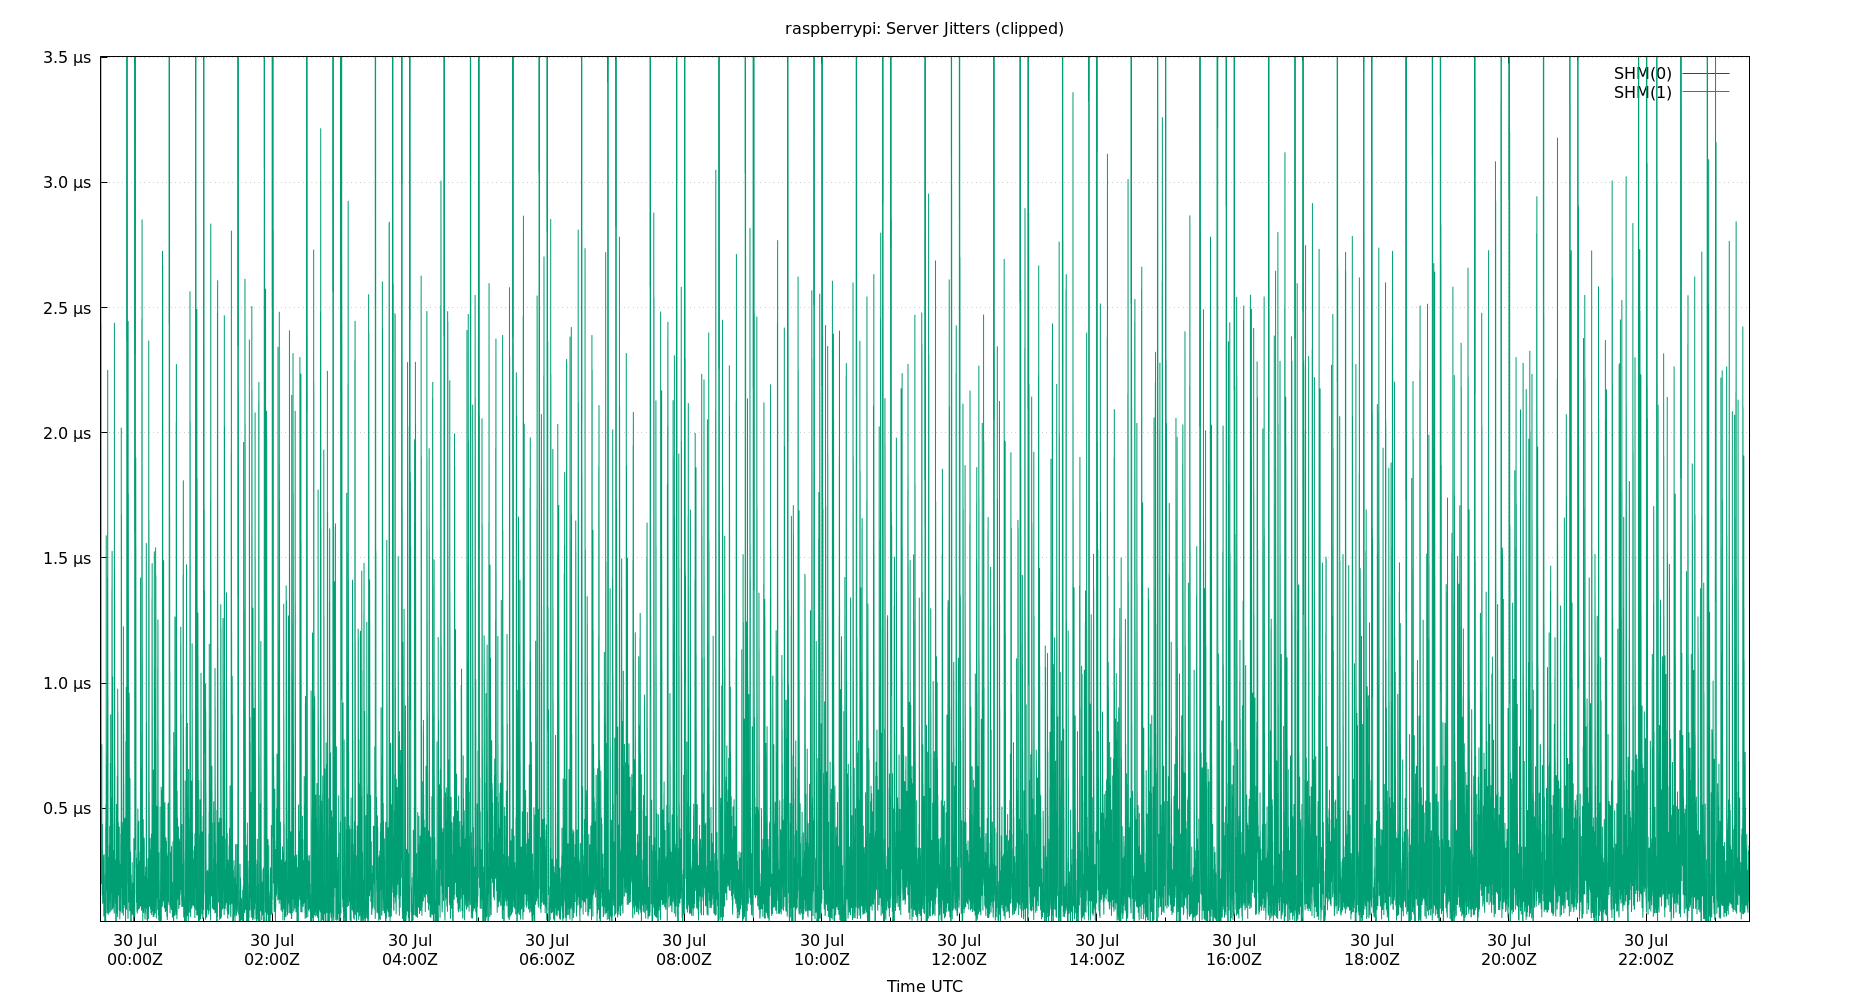 raspberrypi: Server Jitters (clipped)
3.5 µs
SHM(0)
SHM(1)
3.0 µs
2.5 µs
2.0 µs
1.5 µs
1.0 µs
0.5 µs
30 Jul 30 Jul 30 Jul 30 Jul 30 Jul 30 Jul 30 Jul 30 Jul 30 Jul 30 Jul 30 Jul 30 Jul
00:00Z 02:00Z 04:00Z 06:00Z 08:00Z 10:00Z 12:00Z 14:00Z 16:00Z 18:00Z 20:00Z 22:00Z
Time UTC